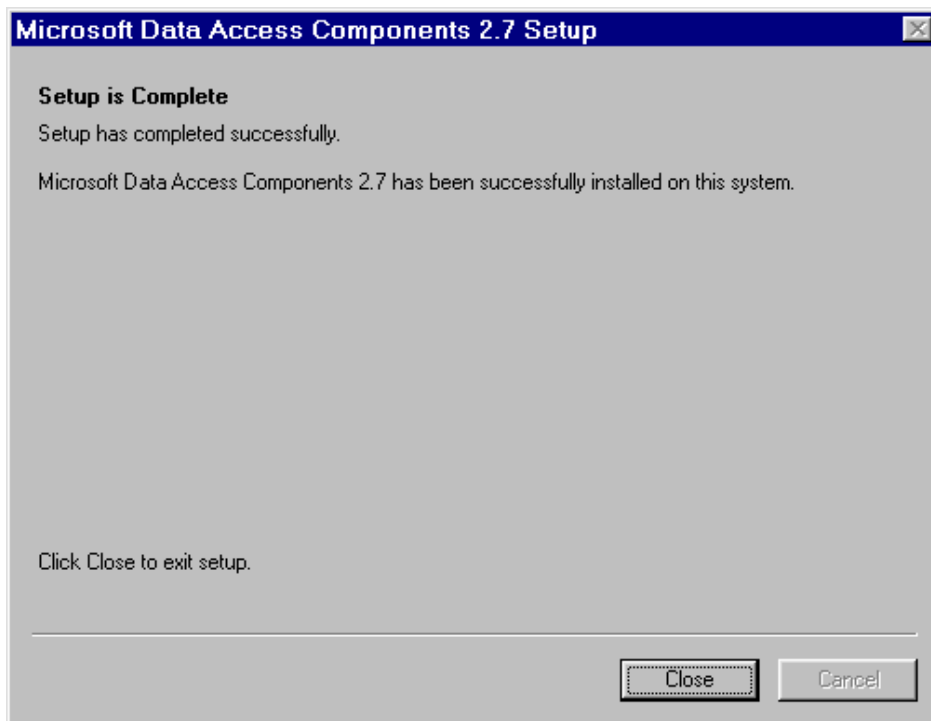 Microsoft Data Access Components 2.7 Setup
Setup is Complete
Setup has completed successfully.
Microsoft Data Access Components 2.7 has been successfully installed on this system.
Click Close to exit setup.
Close Cancel